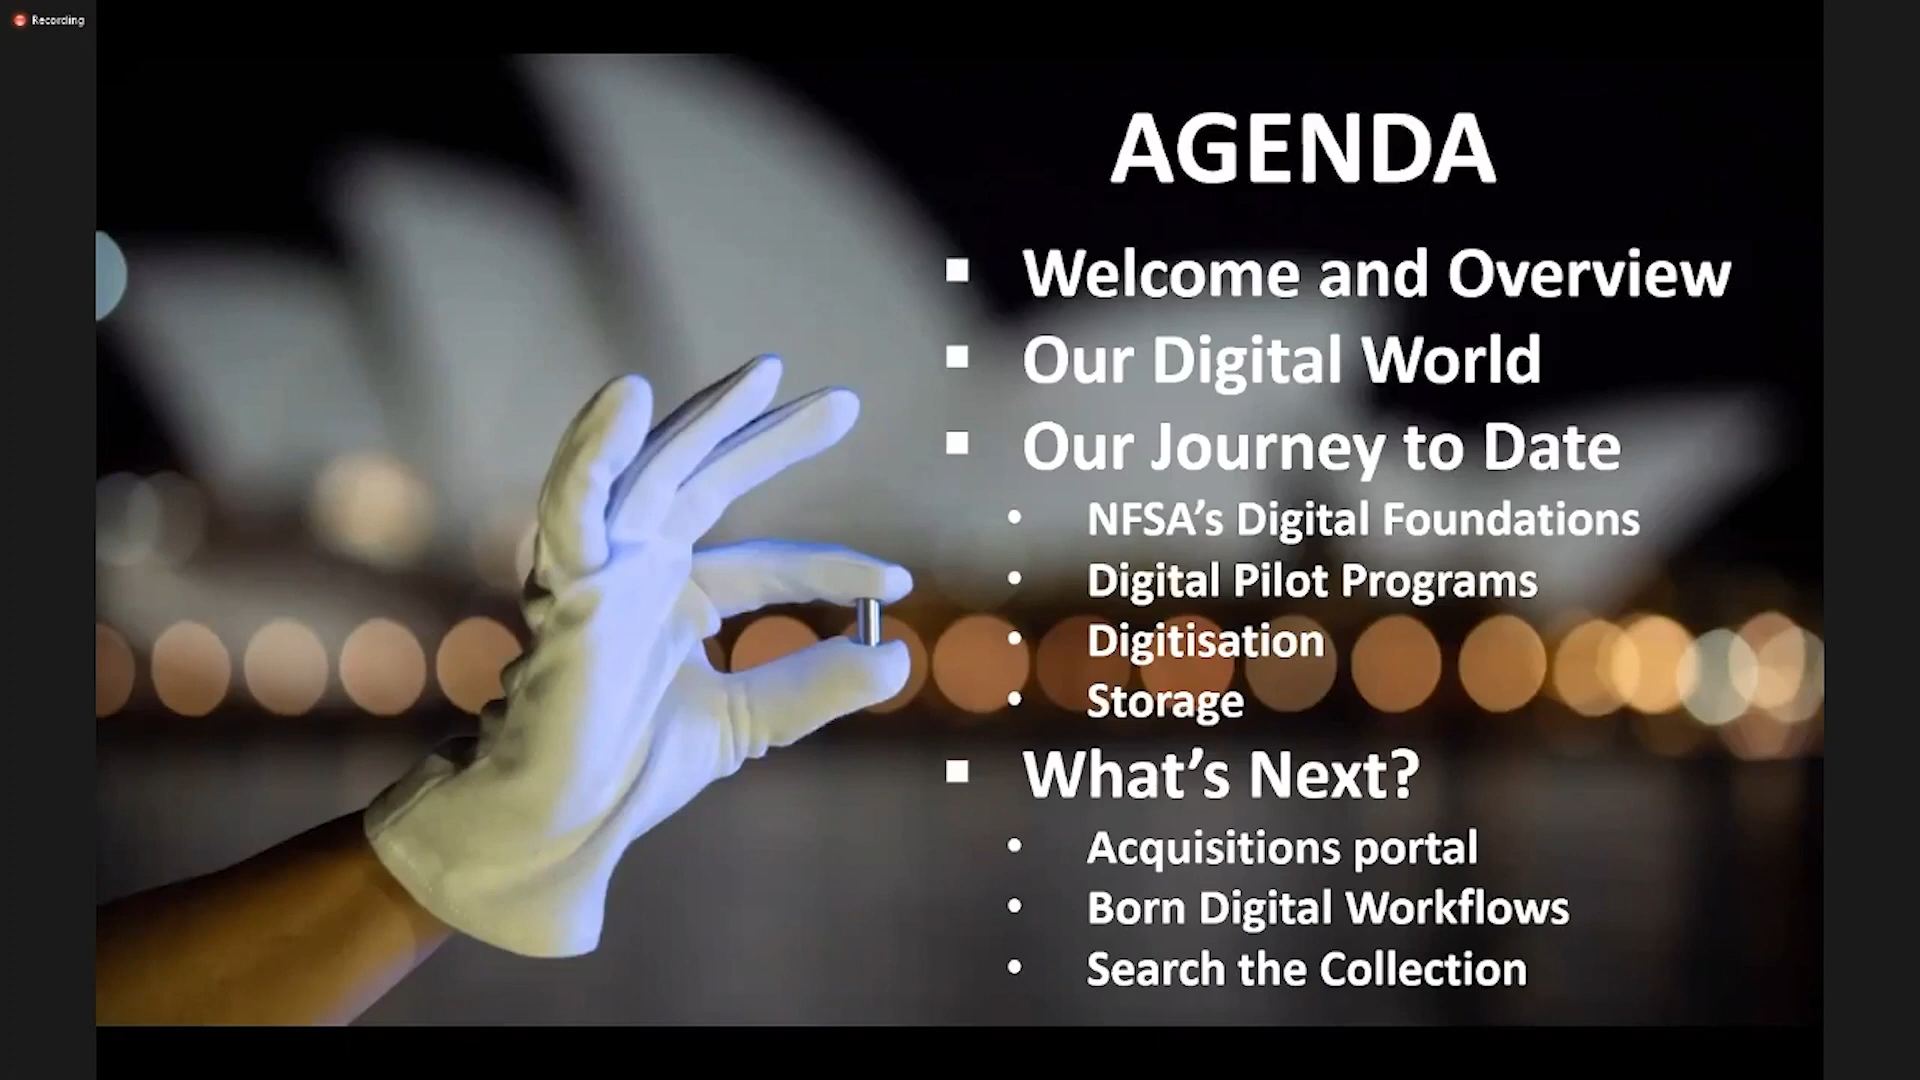 Recording
AGENDA
▪ Welcome and Overview
▪ Our Digital World
▪ Our Journey to Date
• NFSA’s Digital Foundations
• Digital Pilot Programs
• Digitisation
• Storage
▪ What’s Next?
• Acquisitions portal
• Born Digital Workflows
• Search the Collection